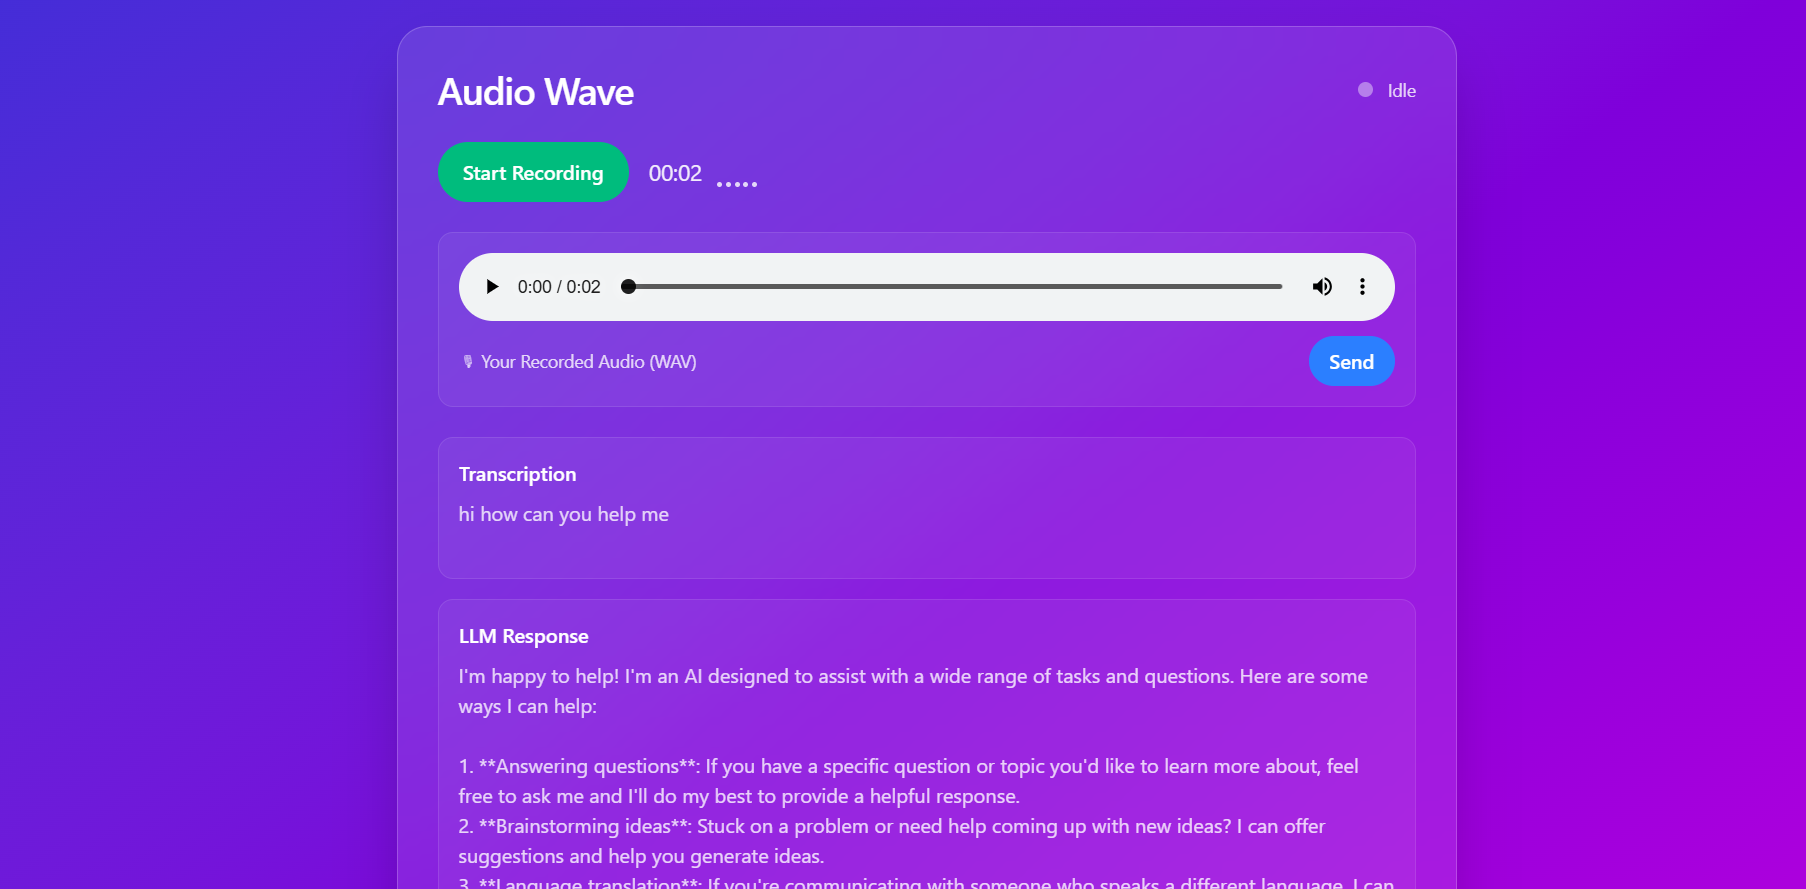 Audio Wave
Idle
Start Recording
00:02
0:00 / 0:02
Your Recorded Audio (WAV)
Send
Transcription
hi how can you help me
LLM Response
I'm happy to help! I'm an AI designed to assist with a wide range of tasks and questions. Here are some
ways I can help:
1. **Answering questions**: If you have a specific question or topic you'd like to learn more about, feel
free to ask me and I'll do my best to provide a helpful response.
2. **Brainstorming ideas**: Stuck on a problem or need help coming up with new ideas? I can offer
suggestions and help you generate ideas.
3. **Language translation**: If you're communicating with someone who speaks a different language, I can